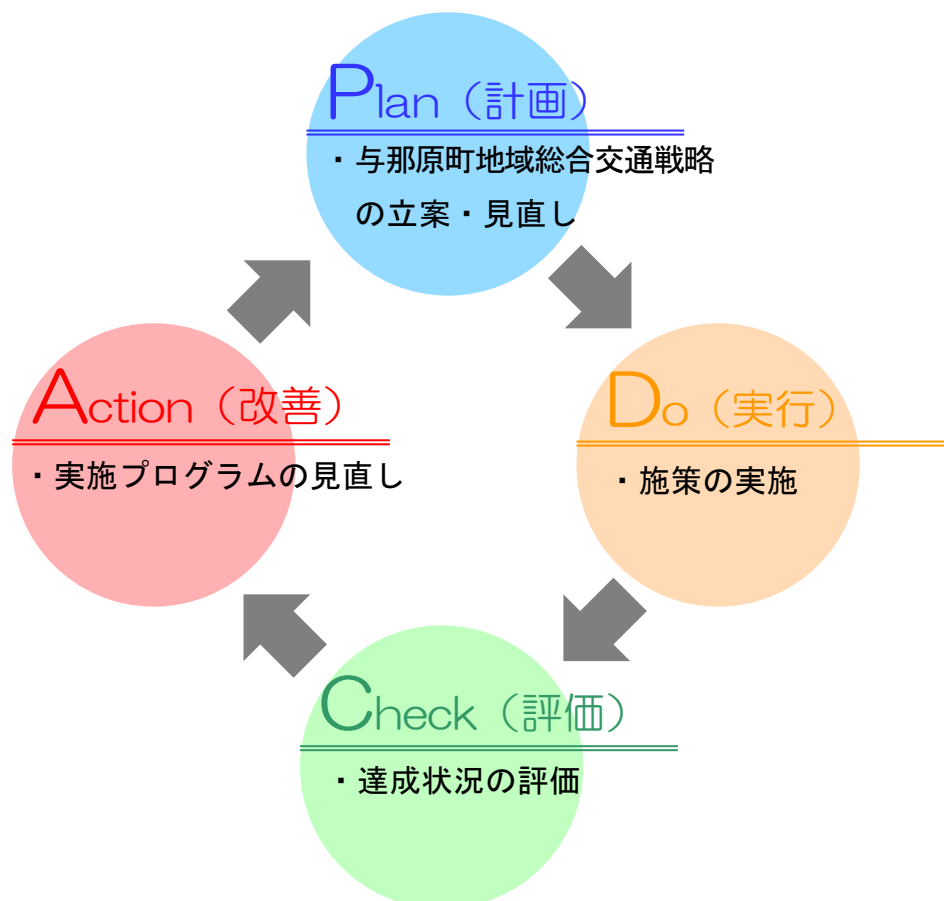 Plan（計画）
・与那原町地域総合交通戦略
の立案・見直し
Do（実行）
・施策の実施
Check（評価）
・達成状況の評価
Action（改善）
・実施プログラムの見直し